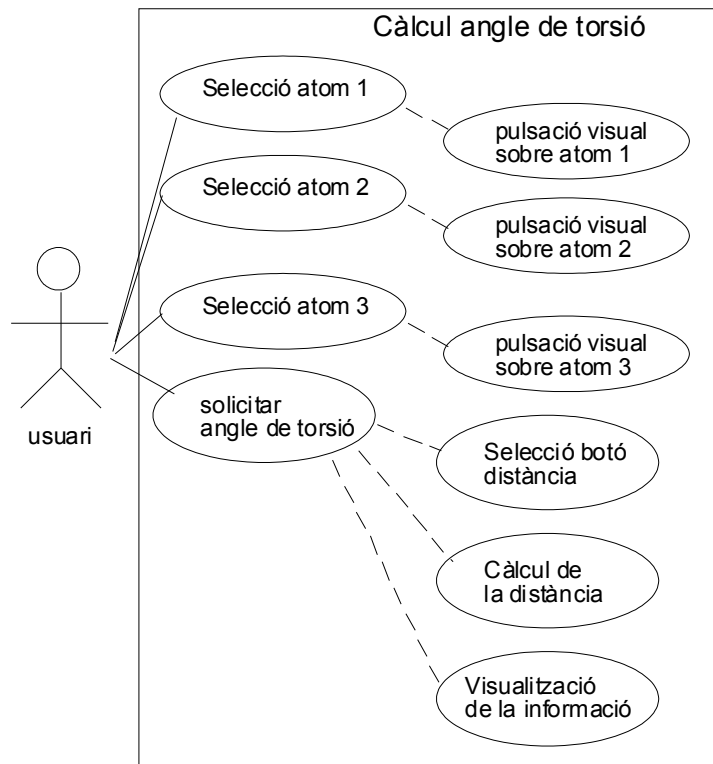 Càlcul angle de torsió
Selecció atom 1
pulsació visual
sobre atom 1
Selecció atom 2
pulsació visual
sobre atom 2
Selecció atom 3
pulsació visual
sobre atom 3
solicitar
angle de torsió
usuari
Selecció botó
distància
Càlcul de
la distància
Visualització
de la informació